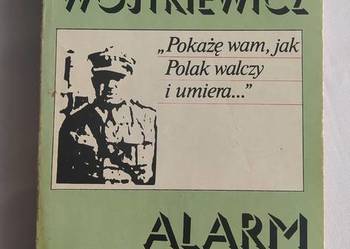 WOJTKIEWICZ
„Pokażę wam, jak
Polak walczy
i umiera..."
ALARM